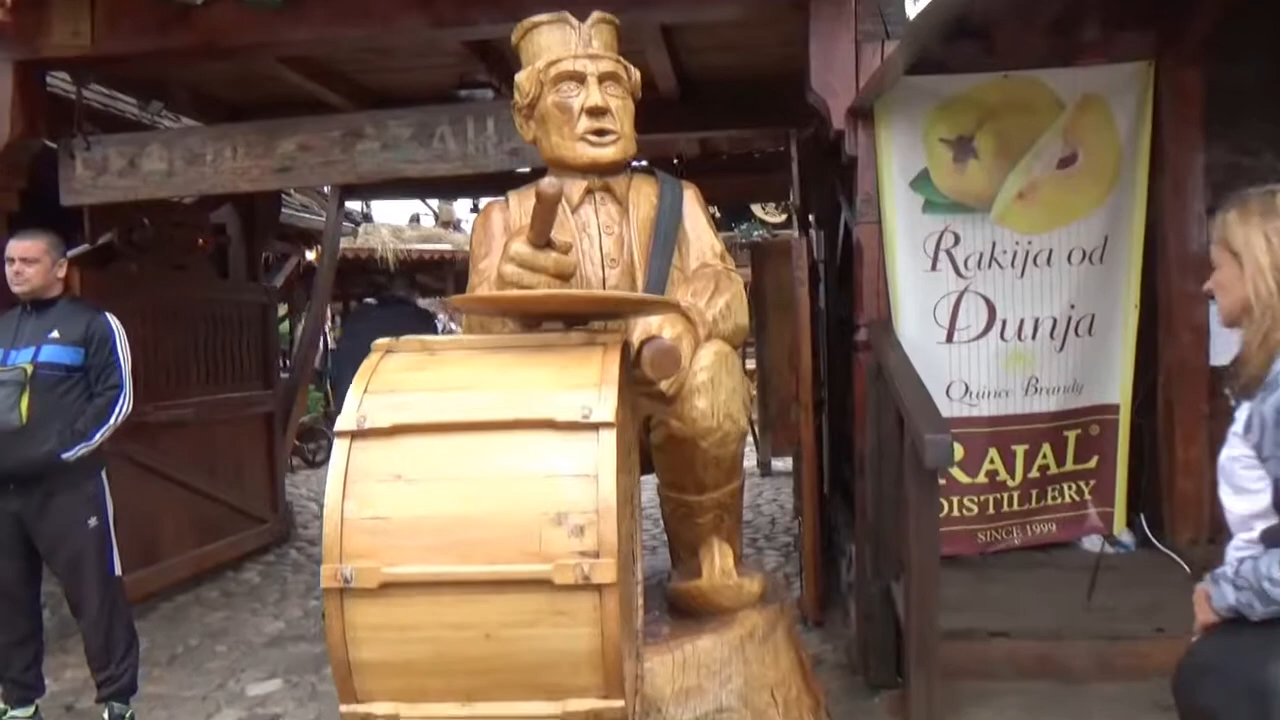 Rakija od
Dunja
Quince Brandy
RAJAL®
DISTILLERY
SINCE 1999